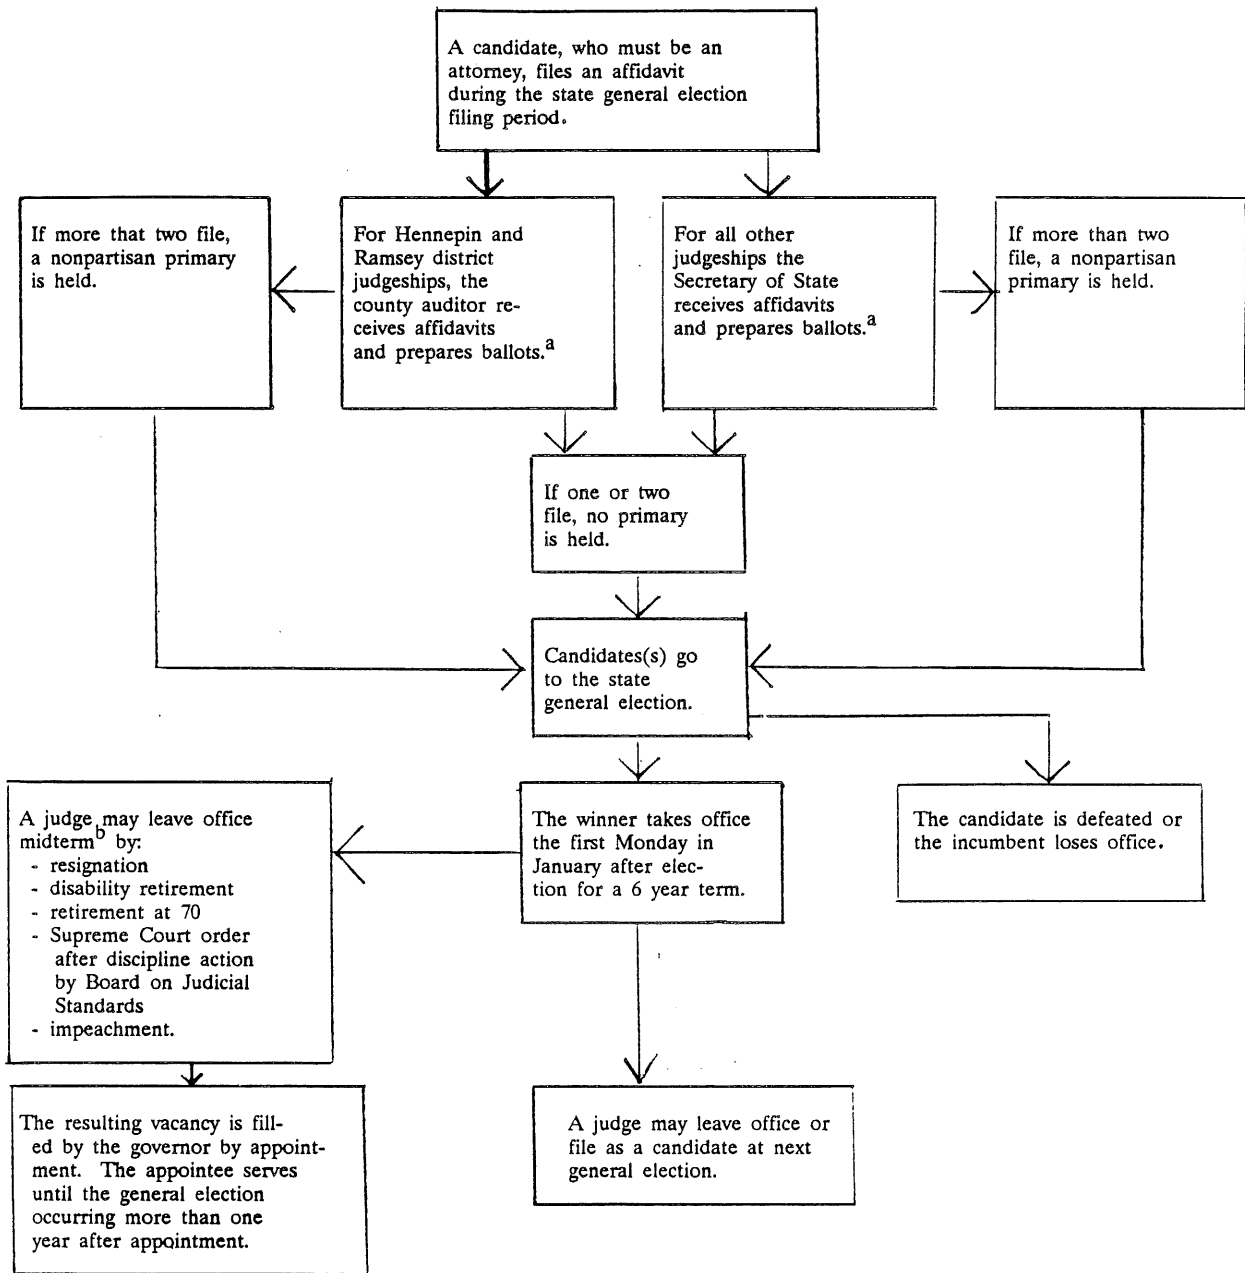 A candidate, who must be an
attorney, files an affidavit
during the state general election
filing period.
If more that two file,
a nonpartisan primary
is held.
For Hennepin and
Ramsey district
judgeships, the
county auditor re-
ceives affidavits
and prepares ballots.a
For all other
judgeships the
Secretary of State
receives affidavits
and prepares ballots.a
If more than two
file, a nonpartisan
primary is held.
If one or two
file, no primary
is held.
Candidates(s) go
to the state
general election.
A judge may leave office
midtermb by:
- resignation
- disability retirement
- retirement at 70
- Supreme Court order
after discipline action
by Board on Judicial
Standards
- impeachment.
The winner takes office
the first Monday in
January after elec-
tion for a 6 year term.
The candidate is defeated or
the incumbent loses office.
The resulting vacancy is fill-
ed by the governor by appoint-
ment. The appointee serves
until the general election
occurring more than one
year after appointment.
A judge may leave office or
file as a candidate at next
general election.